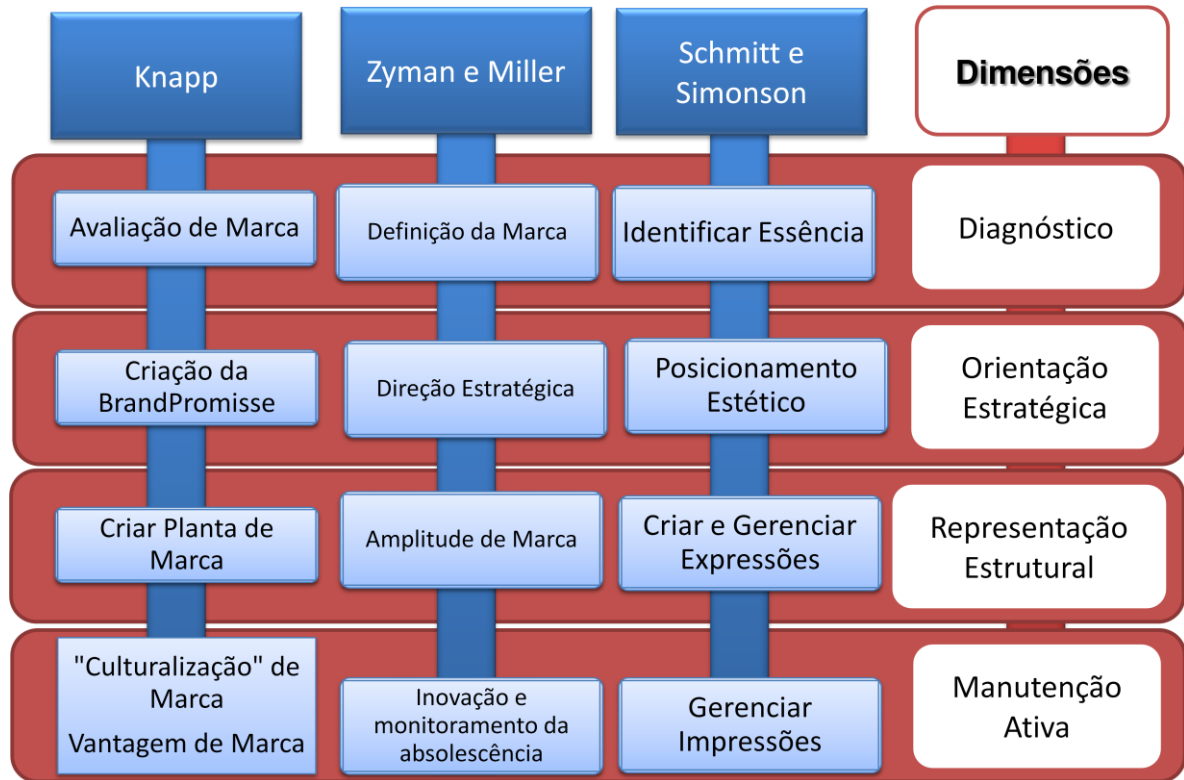 Knapp
Zyman e Miller
Schmitt e
Simonson
Dimensões
Avaliação de Marca
Definição da Marca
Identificar Essência
Diagnóstico
Criação da
BrandPromisse
Direção Estratégica
Posicionamento
Estético
Orientação
Estratégica
Criar Planta de
Marca
Amplitude de Marca
Criar e Gerenciar
Expressões
Representação
Estrutural
"Culturalização" de
Marca
Vantagem de Marca
Inovação e
monitoramento da
absolescência
Gerenciar
Impressões
Manutenção
Ativa